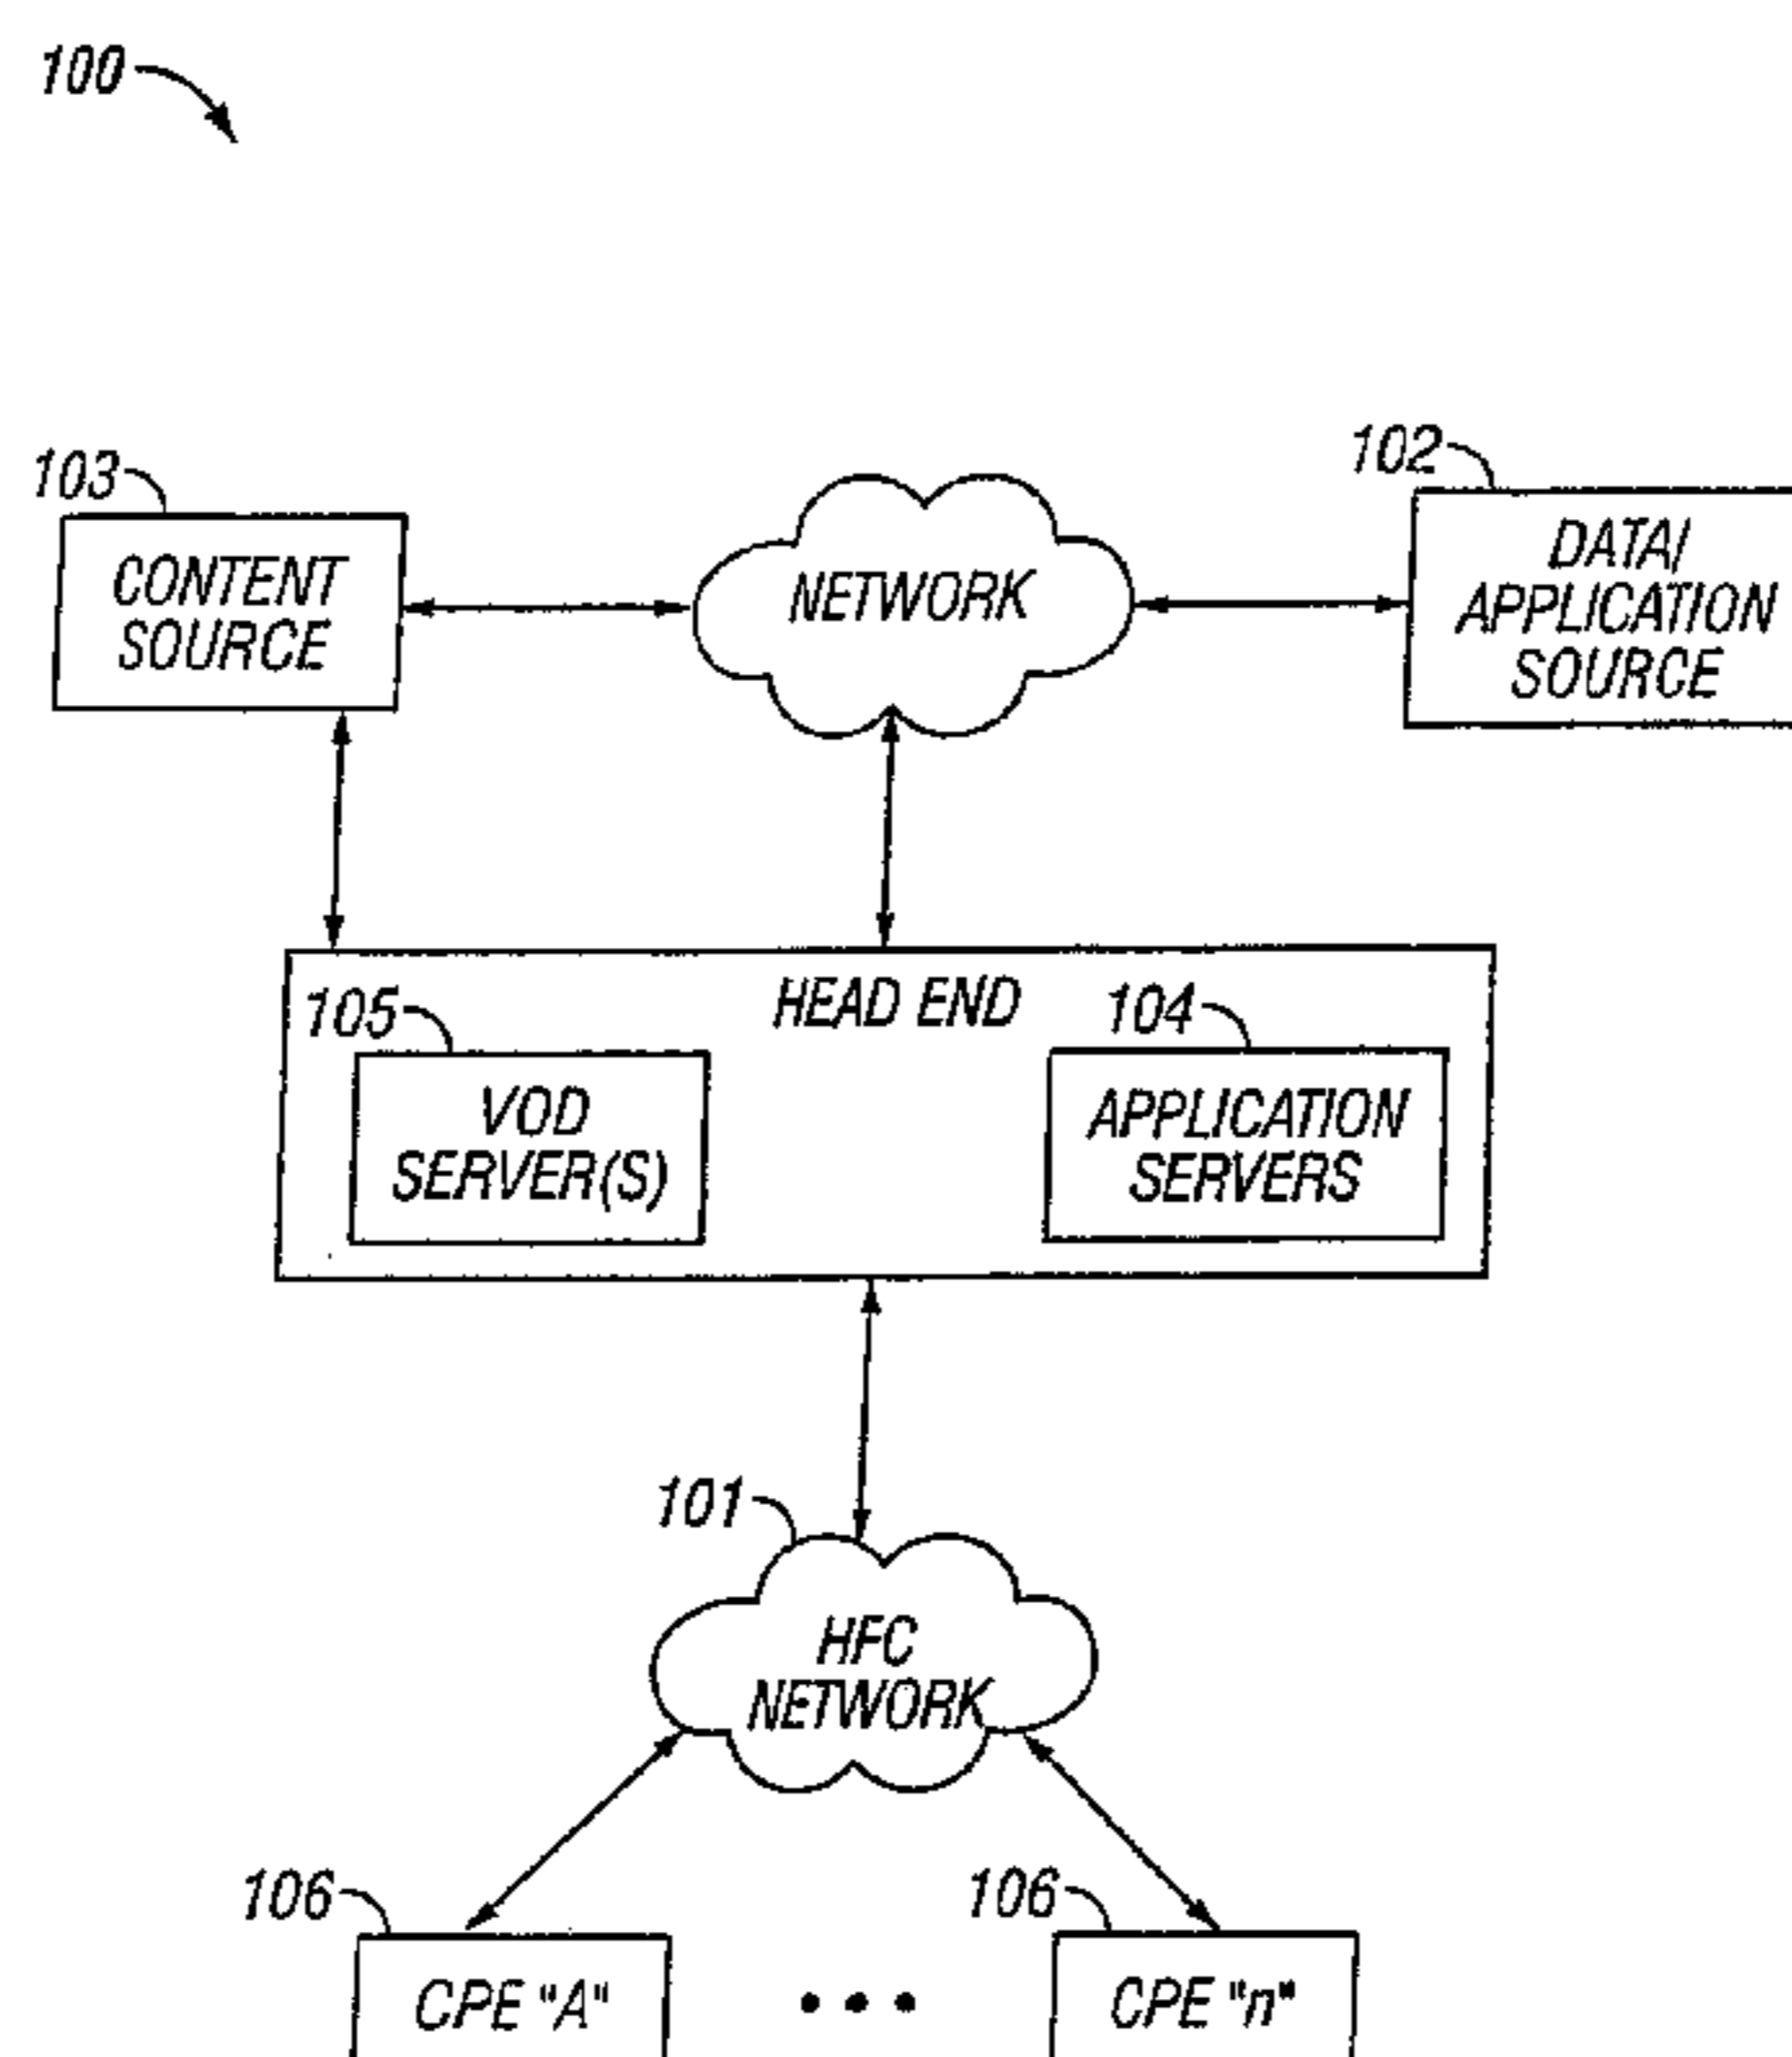 100
103
102
CONTENT
SOURCE
NETWORK
DATA/
APPLICATION
SOURCE
HEAD END
105
104
VOD
SERVER(S)
APPLICATION
SERVERS
101
HFC
NETWORK
106
106
CPE "A"
• • •
CPE "n"